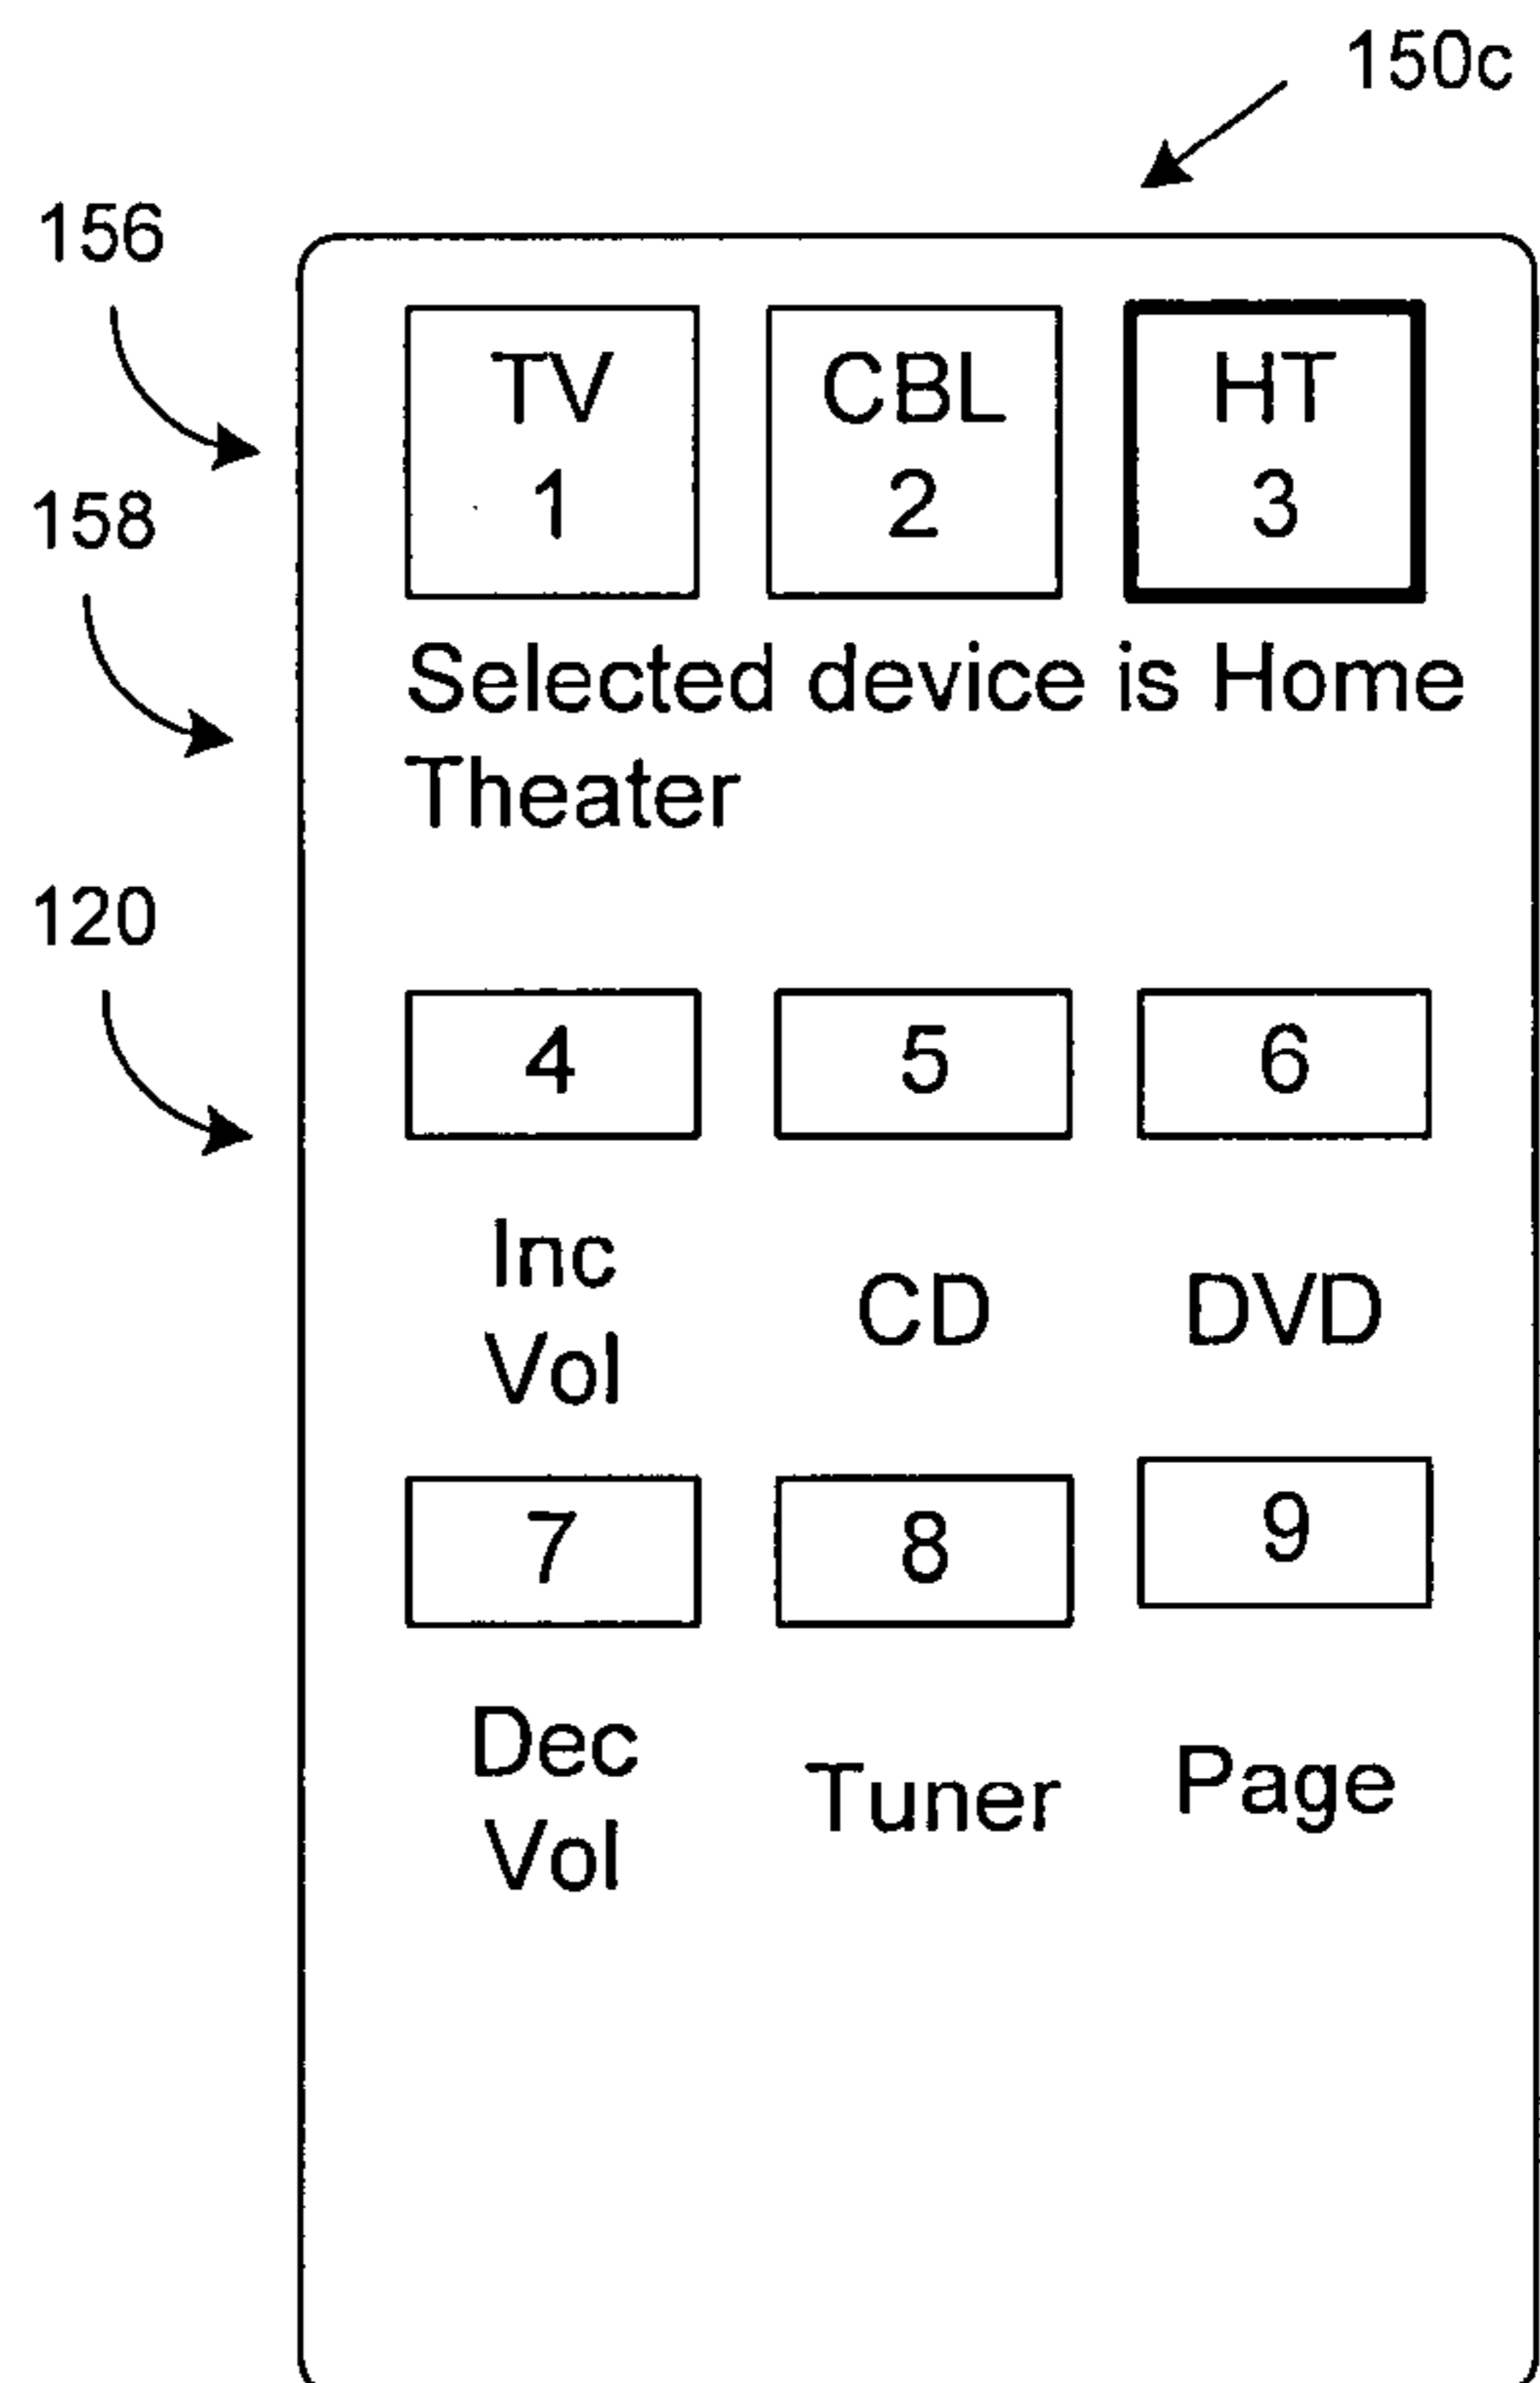 150c
156
TV CBL HT
1 2 3
158
Selected device is Home
Theater
120
4 5 6
Inc
Vol
CD DVD
7 8 9
Dec
Vol
Tuner Page